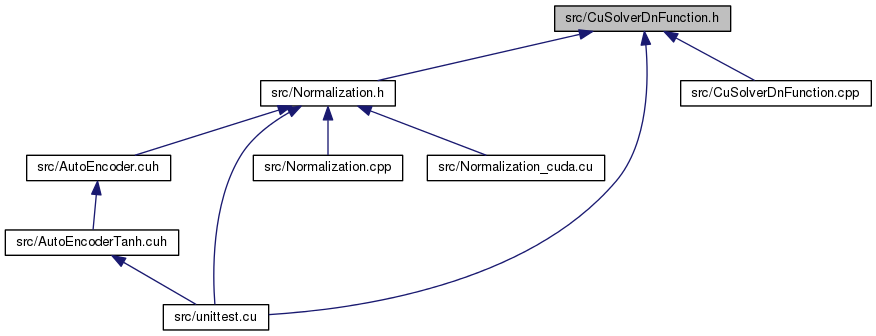 src/CuSolverDnFunction.h
src/Normalization.h
src/CuSolverDnFunction.cpp
src/AutoEncoder.cuh
src/Normalization.cpp
src/Normalization_cuda.cu
src/AutoEncoderTanh.cuh
src/unittest.cu